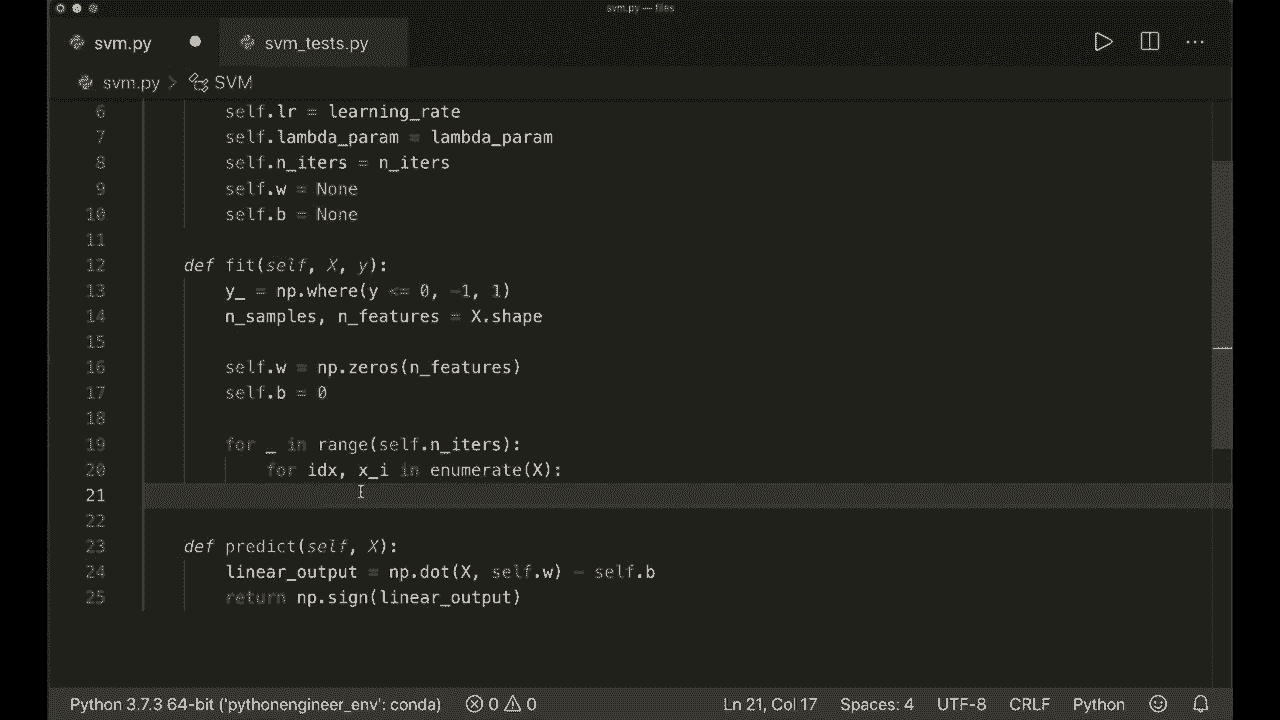 svm.py — files
svm.py svm_tests.py
svm.py > SVM
6 self.lr = learning_rate
7 self.lambda_param = lambda_param
8 self.n_iters = n_iters
9 self.w = None
10 self.b = None
11
12 def fit(self, X, y):
13 y_ = np.where(y <= 0, -1, 1)
14 n_samples, n_features = X.shape
15
16 self.w = np.zeros(n_features)
17 self.b = 0
18
19 for _ in range(self.n_iters):
20 for idx, x_i in enumerate(X):
21
22
23 def predict(self, X):
24 linear_output = np.dot(X, self.w) - self.b
25 return np.sign(linear_output)
Python 3.7.3 64-bit ('pythonengineer_env': conda) 0 0 Ln 21, Col 17 Spaces: 4 UTF-8 CRLF Python